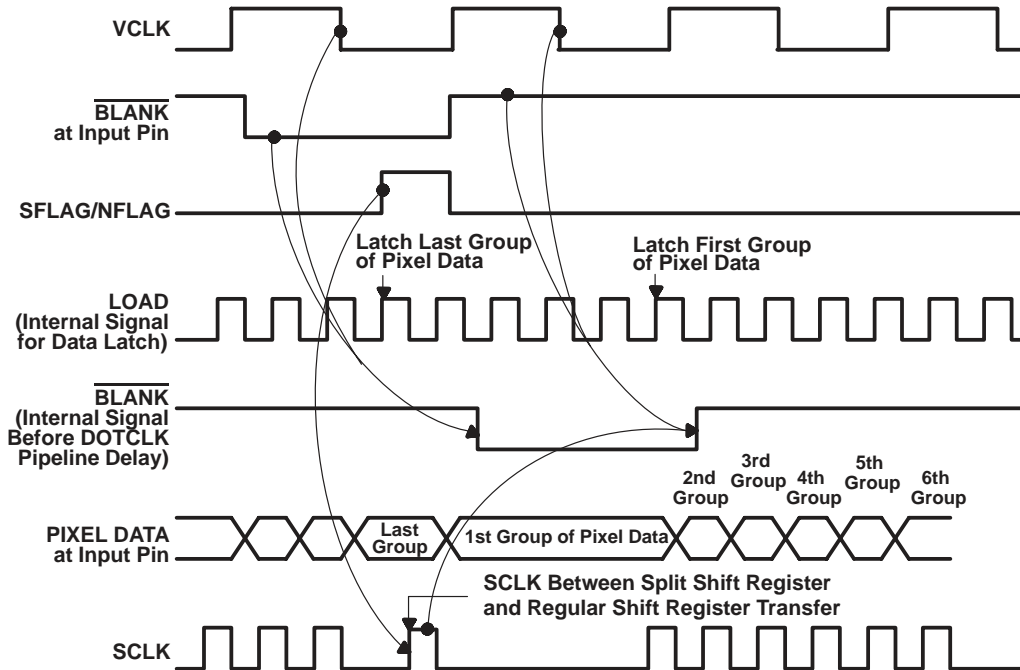 VCLK
BLANK
at Input Pin
SFLAG/NFLAG
Latch Last Group
of Pixel Data
Latch First Group
of Pixel Data
LOAD
(Internal Signal
for Data Latch)
BLANK
(Internal Signal
Before DOTCLK
Pipeline Delay)
2nd
Group
3rd
Group
4th
Group
5th
Group
6th
Group
PIXEL DATA
at Input Pin
Last
Group
1st Group of Pixel Data
SCLK Between Split Shift Register
and Regular Shift Register Transfer
SCLK